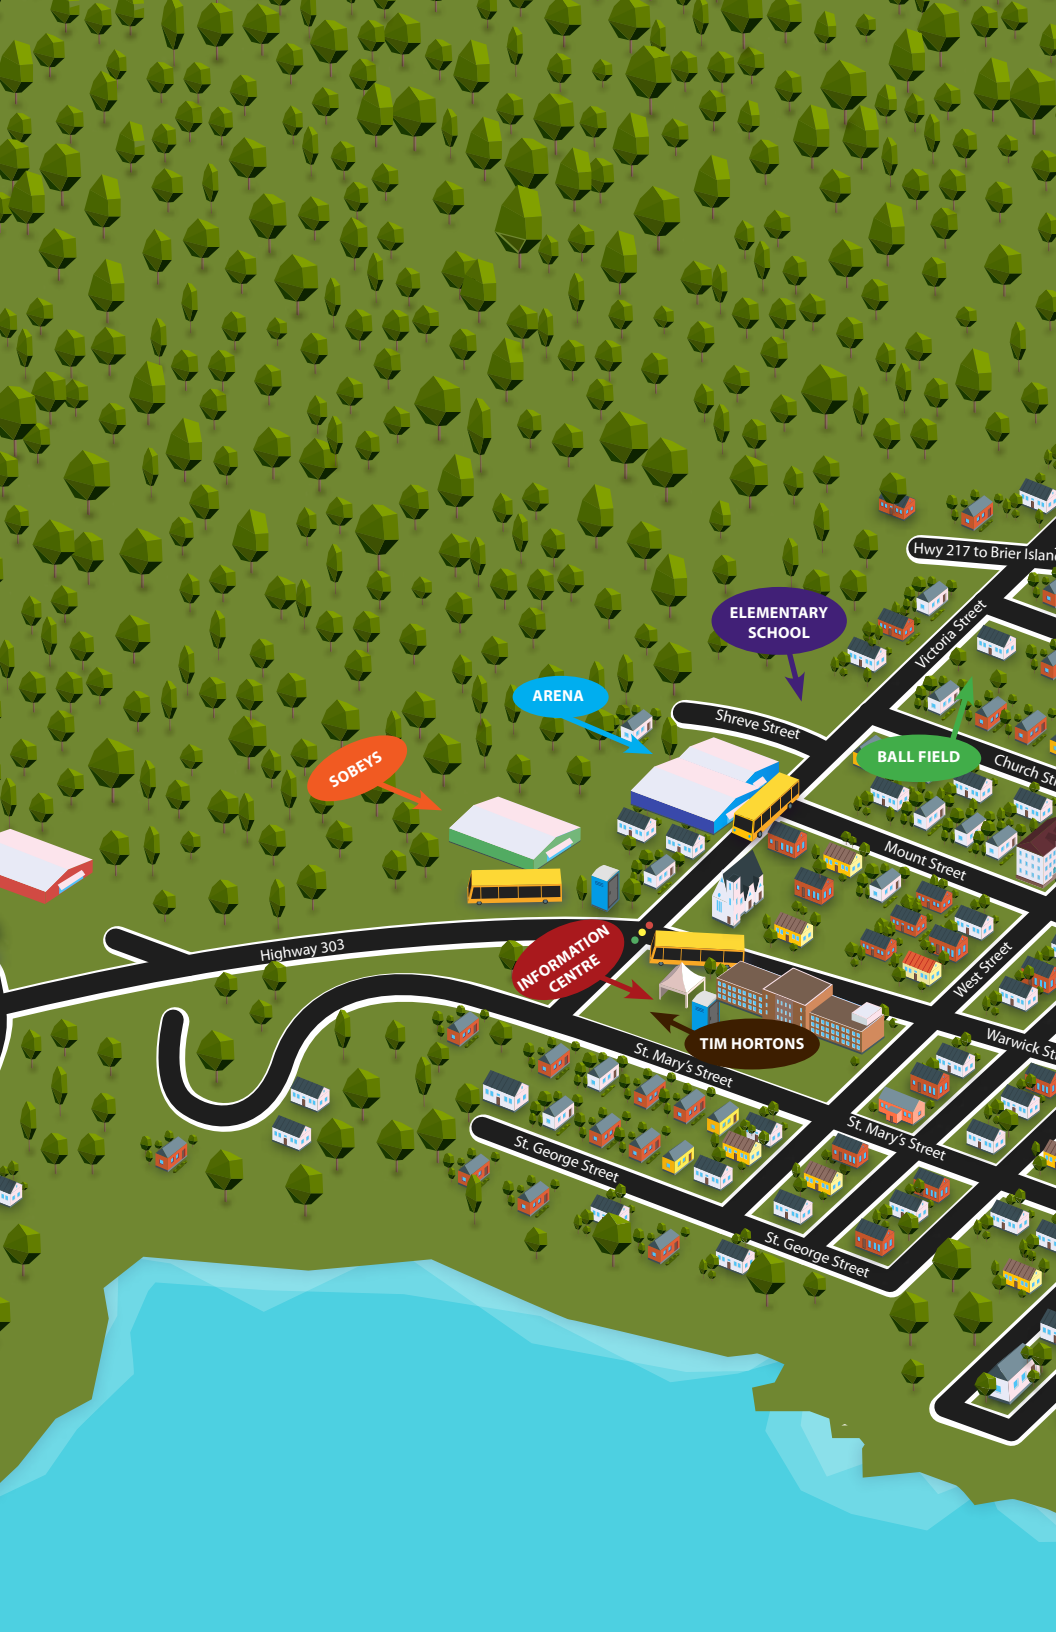 Hwy 217 to Brier Islan
Victoria Street
ELEMENTARY
SCHOOL
ARENA
Shreve Street
SOBEYS
BALL FIELD
Church St
Mount Street
Highway 303
INFORMATION
CENTRE
West Street
TIM HORTONS
Warwick St
St. Mary's Street
St. Mary's Street
St. George Street
St. George Street